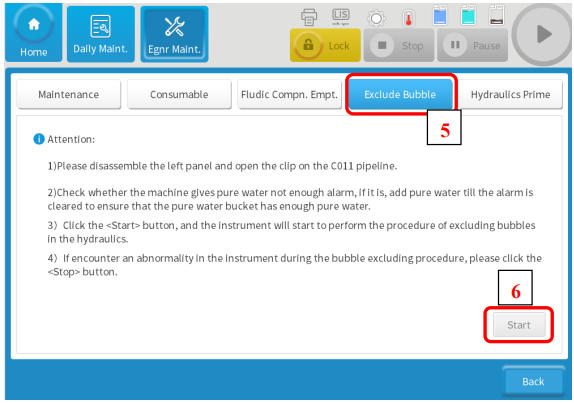 LIS
Home
Daily Maint.
Egnr Maint.
Lock
Stop
Pause
Maintenance
Consumable
Fludic Compn. Empt.
Exclude Bubble
Hydraulics Prime
5
Attention:
1)Please disassemble the left panel and open the clip on the C011 pipeline.
2)Check whether the machine gives pure water not enough alarm, if it is, add pure water till the alarm is
cleared to ensure that the pure water bucket has enough pure water.
3) Click the <Start> button, and the instrument will start to perform the procedure of excluding bubbles
in the hydraulics.
4) If encounter an abnormality in the instrument during the bubble excluding procedure, please click the
<Stop> button.
6
Start
Back